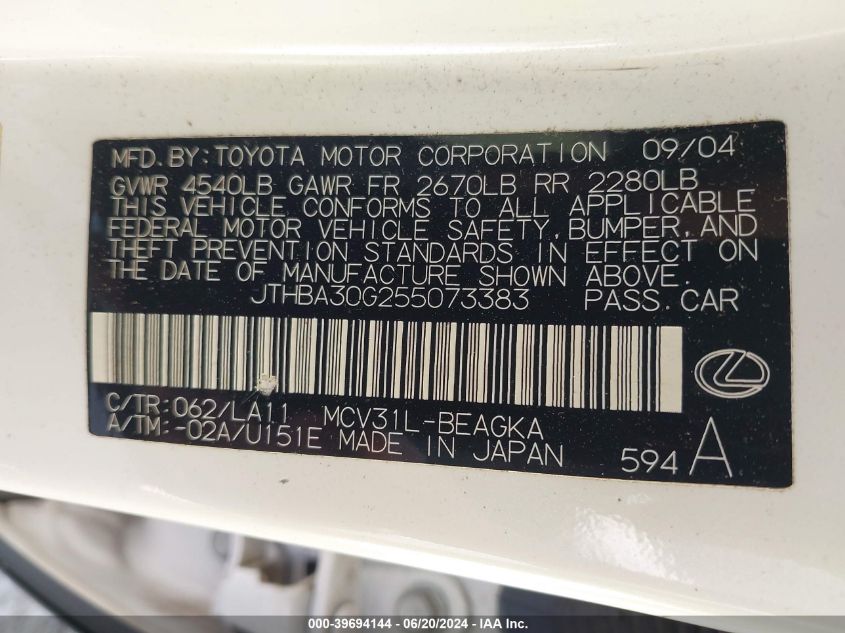 MFD. BY: TOYOTA MOTOR CORPORATION 09/04
GVWR 4540LB GAWR FR 2670LB RR 2280LB
THIS VEHICLE CONFORMS TO ALL APPLICABLE
FEDERAL MOTOR VEHICLE SAFETY, BUMPER, AND
THEFT PREVENTION STANDARDS IN EFFECT ON
THE DATE OF MANUFACTURE SHOWN ABOVE.
JTHBA30G255073383 PASS. CAR
C/TR: 062/LA11 MCV31L-BEAGKA
A/TM: -02A/U151E MADE IN JAPAN
594 A
000-39694144 - 06/20/2024 - IAA Holdings, LLC.